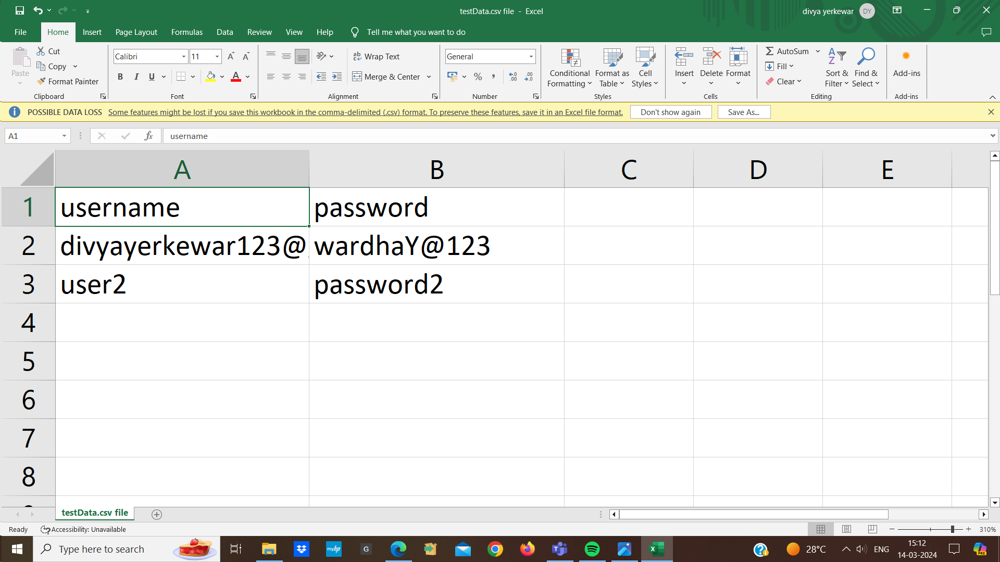 testData.csv file - Excel
divya yerkewar DY
File Home Insert Page Layout Formulas Data Review View Help Tell me what you want to do
Paste
Cut
Copy
Format Painter
Clipboard
Calibri 11
B I U
Font
Wrap Text
Merge & Center
Alignment
General
Number
Conditional Formatting
Format as Table
Cell Styles
Styles
Insert
Delete
Format
Cells
AutoSum
Fill
Clear
Sort & Filter
Find & Select
Editing
Add-ins
Add-ins
POSSIBLE DATA LOSS Some features might be lost if you save this workbook in the comma-delimited (.csv) format. To preserve these features, save it in an Excel file format. Don't show again Save As...
A1 fx username
A B C D E
1 username password
2 divyayerkewar123@ wardhaY@123
3 user2 password2
4
5
6
7
8
testData.csv file
Ready Accessibility: Unavailable 310%
Type here to search
myhp
G
28°C ENG
15:12
14-03-2024
PRE